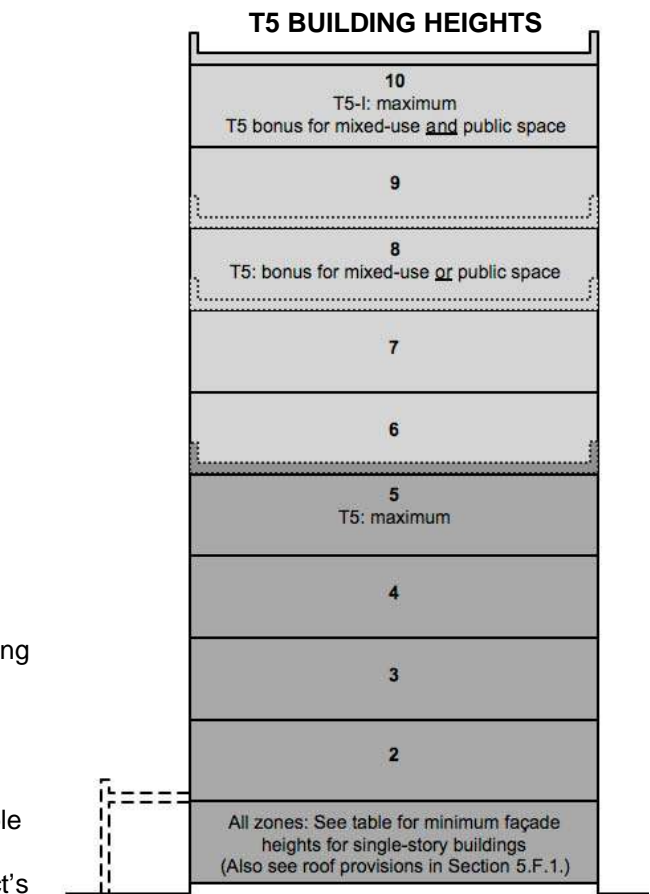 T5 BUILDING HEIGHTS
10
T5-I: maximum
T5 bonus for mixed-use and public space
9
8
T5: bonus for mixed-use or public space
7
6
5
T5: maximum
4
3
2
All zones: See table for minimum façade
heights for single-story buildings
(Also see roof provisions in Section 5.F.1.)
ng
le
t's